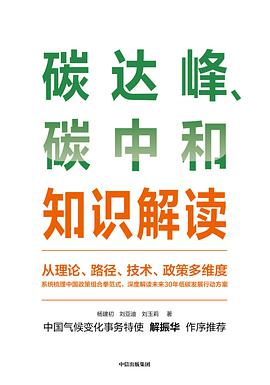 碳达峰、
碳中和
知识解读
从理论、路径、技术、政策多维度
系统梳理中国政策组合拳范式，深度解读未来30年低碳发展行动方案
杨建初 刘亚迪 刘玉莉 著
中国气候变化事务特使 解振华 作序推荐
中信出版集团